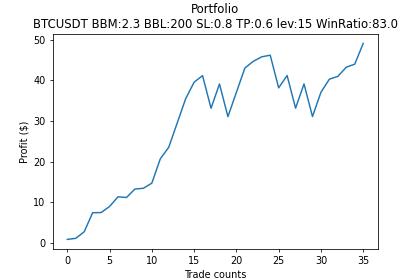 Portfolio
BTCUSDT BBM:2.3 BBL:200 SL:0.8 TP:0.6 lev:15 WinRatio:83.0
50
40
30
20
10
0
Profit ($)
0 5 10 15 20 25 30 35
Trade counts